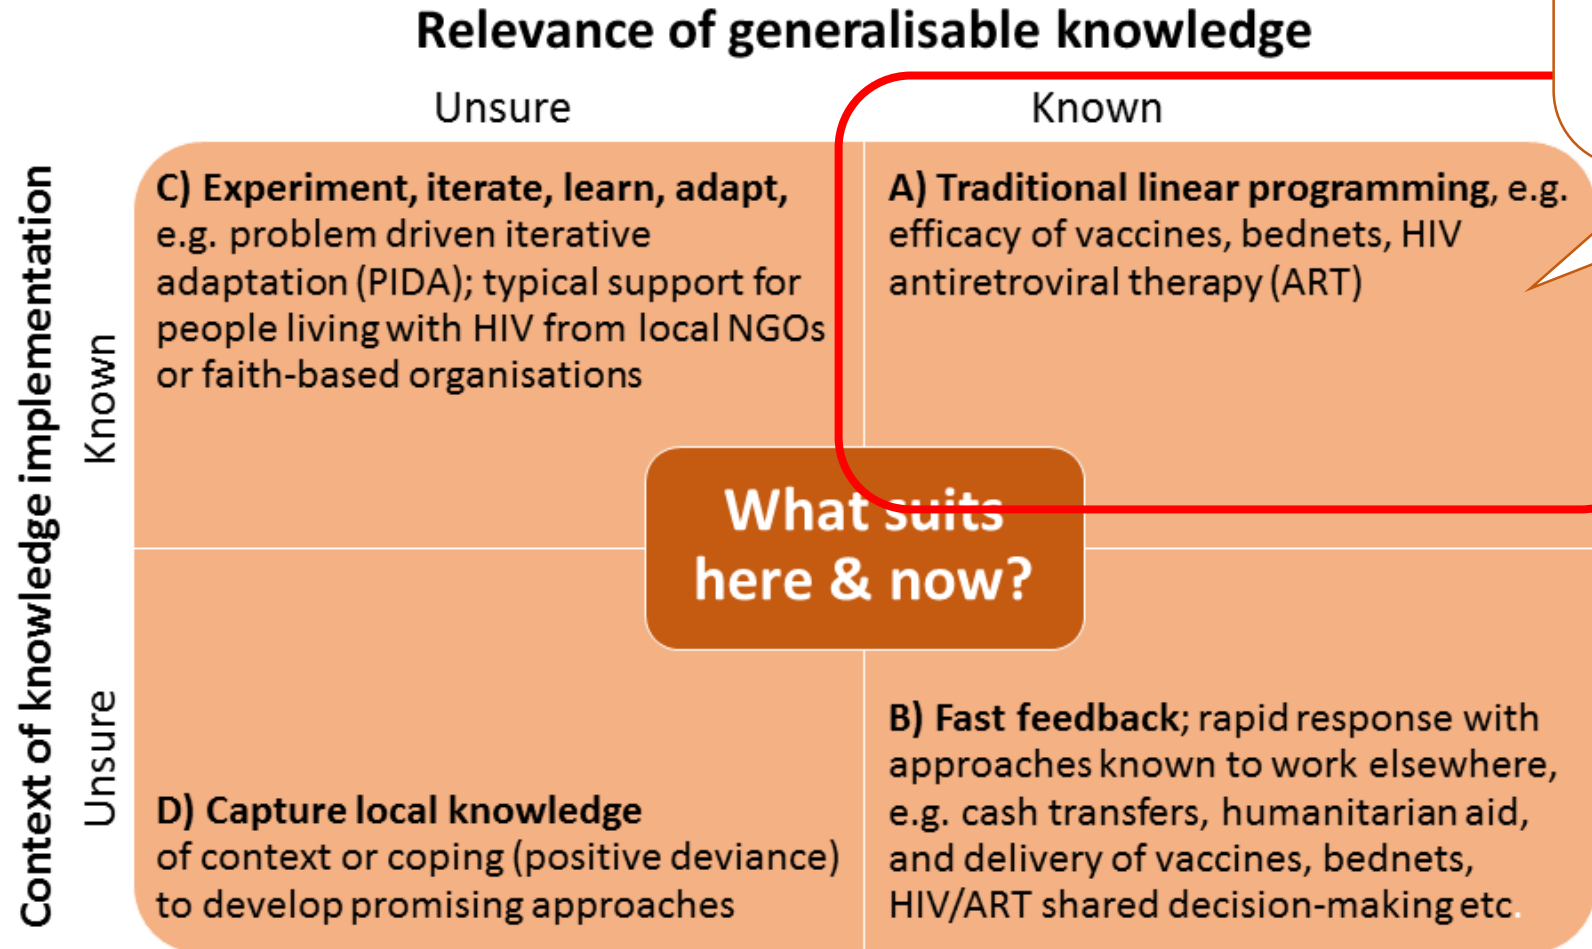 Relevance of generalisable knowledge
Unsure
Known
Context of knowledge implementation
Known
Unsure
C) Experiment, iterate, learn, adapt,
e.g. problem driven iterative
adaptation (PIDA); typical support for
people living with HIV from local NGOs
or faith-based organisations
A) Traditional linear programming, e.g.
efficacy of vaccines, bednets, HIV
antiretroviral therapy (ART)
What suits
here & now?
D) Capture local knowledge
of context or coping (positive deviance)
to develop promising approaches
B) Fast feedback; rapid response with
approaches known to work elsewhere,
e.g. cash transfers, humanitarian aid,
and delivery of vaccines, bednets,
HIV/ART shared decision-making etc.